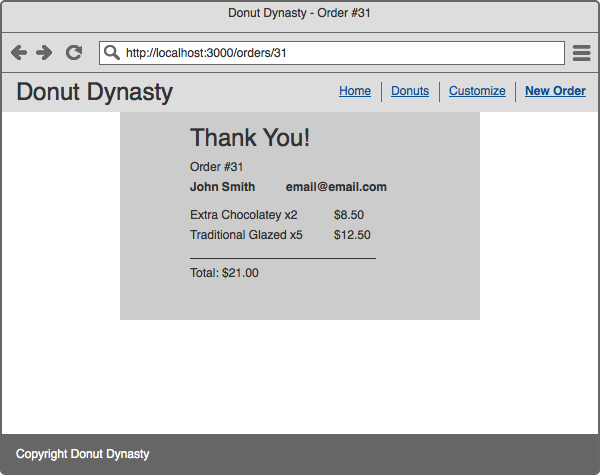 Donut Dynasty - Order #31
http://localhost:3000/orders/31
Donut Dynasty Home Donuts Customize New Order
Thank You!
Order #31
John Smith email@email.com
Extra Chocolatey x2 $8.50
Traditional Glazed x5 $12.50
Total: $21.00
Copyright Donut Dynasty